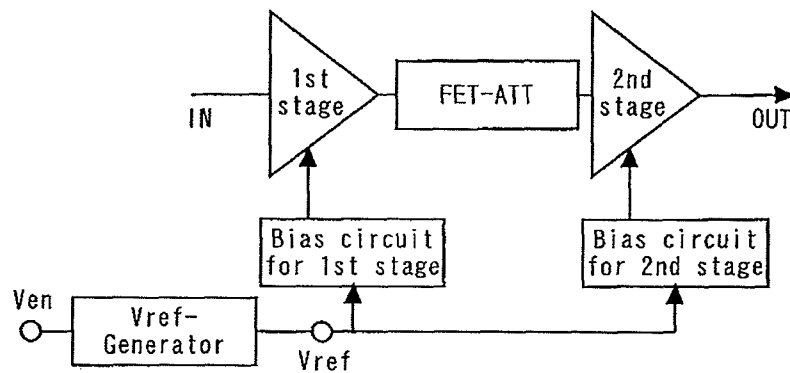 1st
stage
FET-ATT
2nd
stage
IN
OUT
Bias circuit
for 1st stage
Bias circuit
for 2nd stage
Ven
Vref-
Generator
Vref